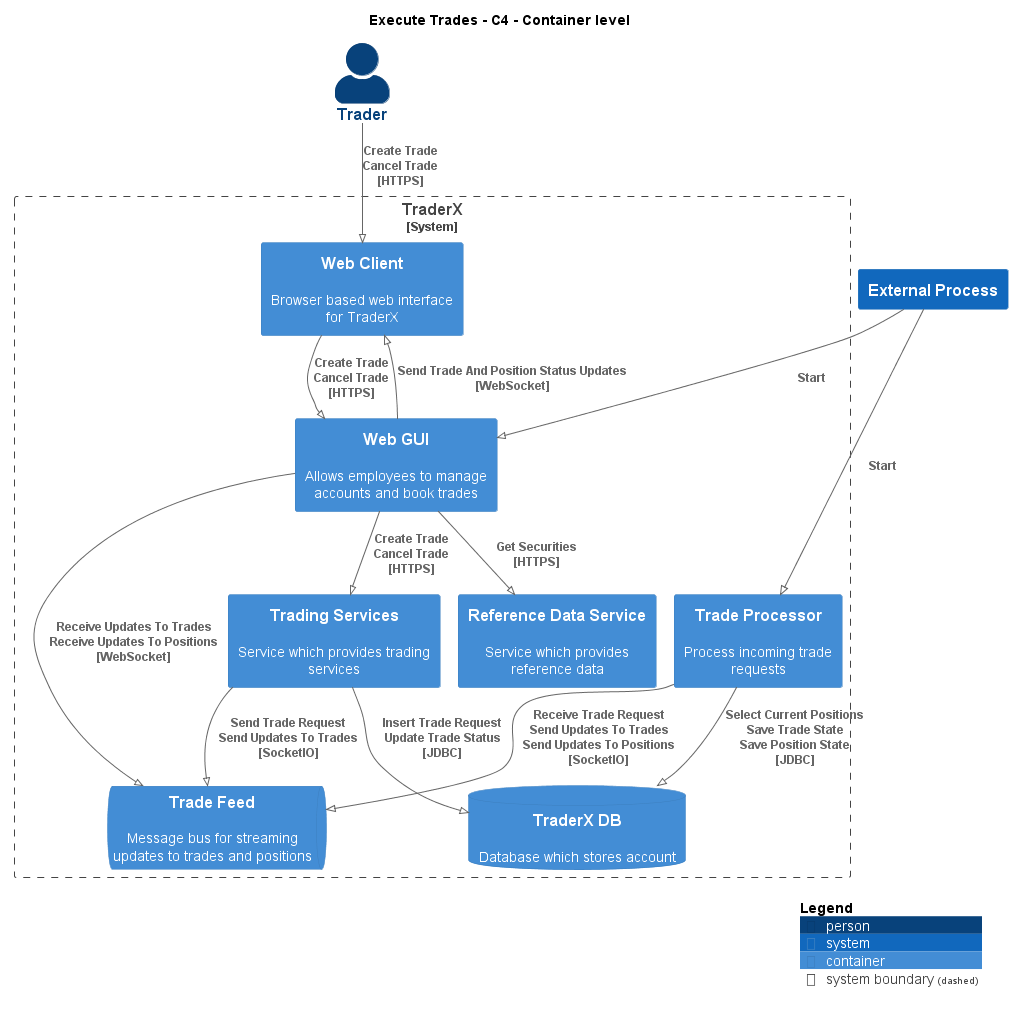 Execute Trades - C4 - Container level
Trader
Create Trade
Cancel Trade
[HTTPS]
TraderX
[System]
Web Client
Browser based web interface
for TraderX
External Process
Create Trade
Cancel Trade
[HTTPS]
Send Trade And Position Status Updates
[WebSocket]
Start
Web GUI
Allows employees to manage
accounts and book trades
Start
Create Trade
Cancel Trade
[HTTPS]
Get Securities
[HTTPS]
Receive Updates To Trades
Receive Updates To Positions
[WebSocket]
Trading Services
Service which provides trading
services
Reference Data Service
Service which provides
reference data
Trade Processor
Process incoming trade
requests
Send Trade Request
Send Updates To Trades
[SocketIO]
Insert Trade Request
Update Trade Status
[JDBC]
Receive Trade Request
Send Updates To Trades
Send Updates To Positions
[SocketIO]
Select Current Positions
Save Trade State
Save Position State
[JDBC]
Trade Feed
Message bus for streaming
updates to trades and positions
TraderX DB
Database which stores account
Legend
person
system
container
system boundary (dashed)